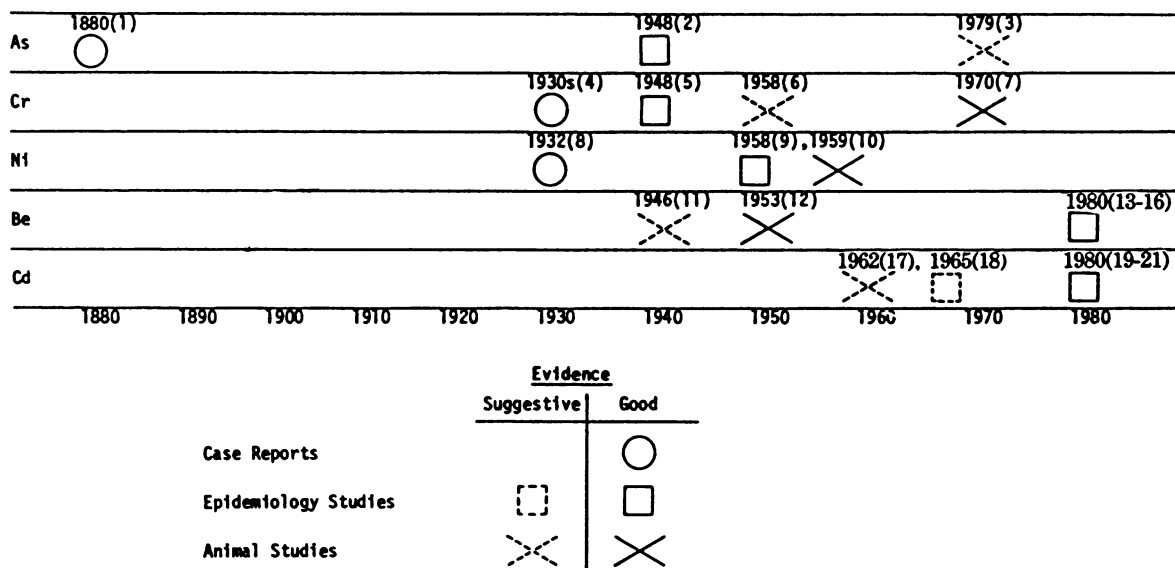 1880(1) 1948(2) 1979(3)
As
1930s(4) 1948(5) 1958(6) 1970(7)
Cr
1932(8) 1958(9),1959(10)
Ni
1946(11) 1953(12) 1980(13-16)
Be
1962(17), 1965(18) 1980(19-21)
Cd
1880 1890 1900 1910 1920 1930 1940 1950 1960 1970 1980
Evidence
Suggestive Good
Case Reports
Epidemiology Studies
Animal Studies